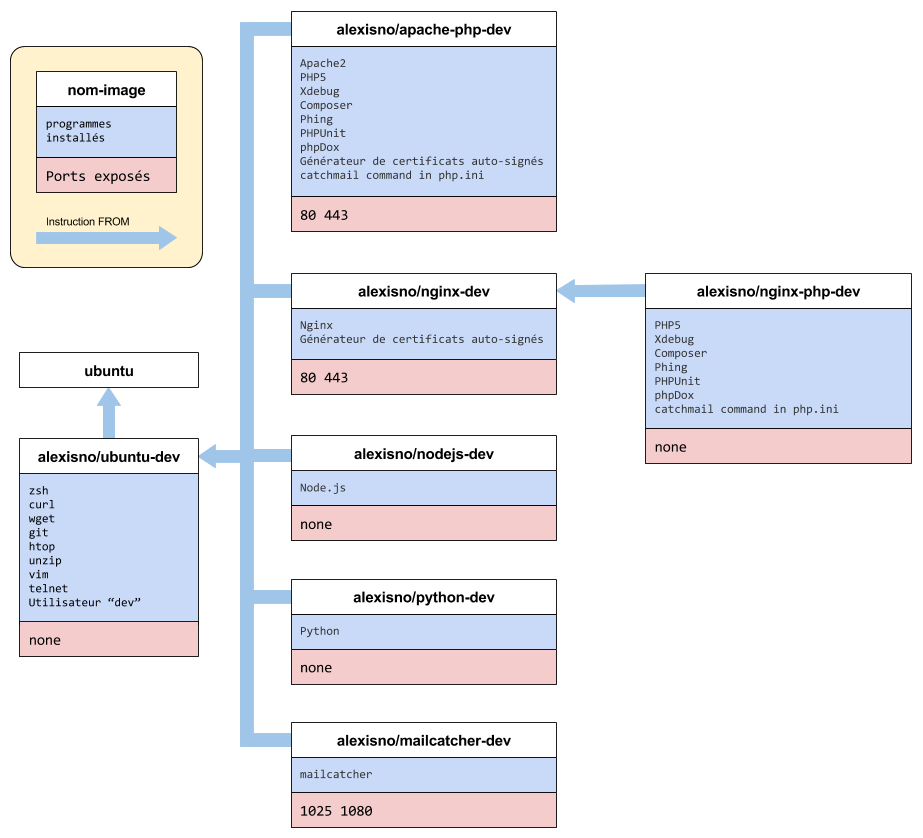 nom-image
programmes
installés
Ports exposés
Instruction FROM
ubuntu
alexisno/ubuntu-dev
zsh
curl
wget
git
htop
unzip
vim
telnet
Utilisateur “dev”
none
alexisno/apache-php-dev
Apache2
PHP5
Xdebug
Composer
Phing
PHPUnit
phpDox
Générateur de certificats auto-signés
catchmail command in php.ini
80 443
alexisno/nginx-dev
Nginx
Générateur de certificats auto-signés
80 443
alexisno/nginx-php-dev
PHP5
Xdebug
Composer
Phing
PHPUnit
phpDox
catchmail command in php.ini
none
alexisno/nodejs-dev
Node.js
none
alexisno/python-dev
Python
none
alexisno/mailcatcher-dev
mailcatcher
1025 1080